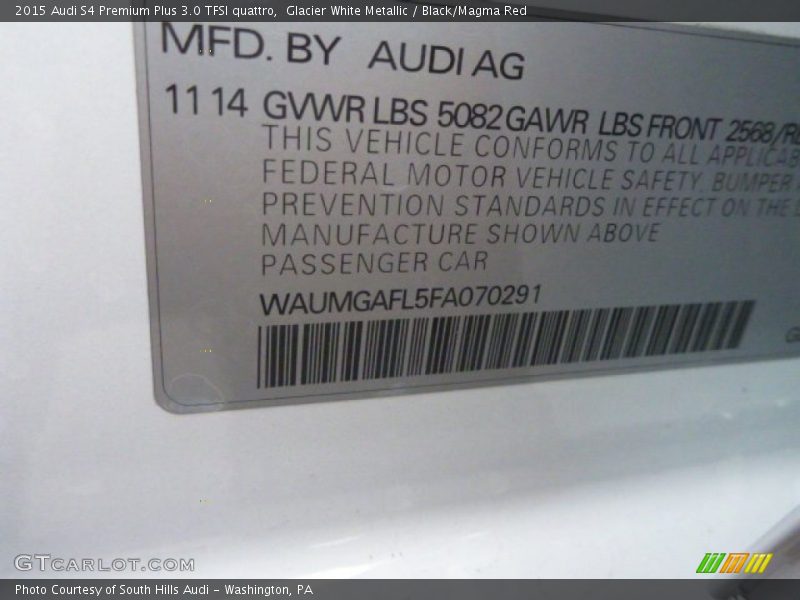 2015 Audi S4 Premium Plus 3.0 TFSI quattro, Glacier White Metallic / Black/Magma Red
MFD. BY AUDI AG
11 14 GVWR LBS 5082 GAWR LBS FRONT 2568/
THIS VEHICLE CONFORMS TO ALL
FEDERAL MOTOR VEHICLE SAFETY, BUMPER
PREVENTION STANDARDS IN EFFECT ON THE
MANUFACTURE SHOWN ABOVE
PASSENGER CAR
WAUMGAFL5FA070291
GTCARLOT.COM
Photo Courtesy of South Hills Audi - Washington, PA